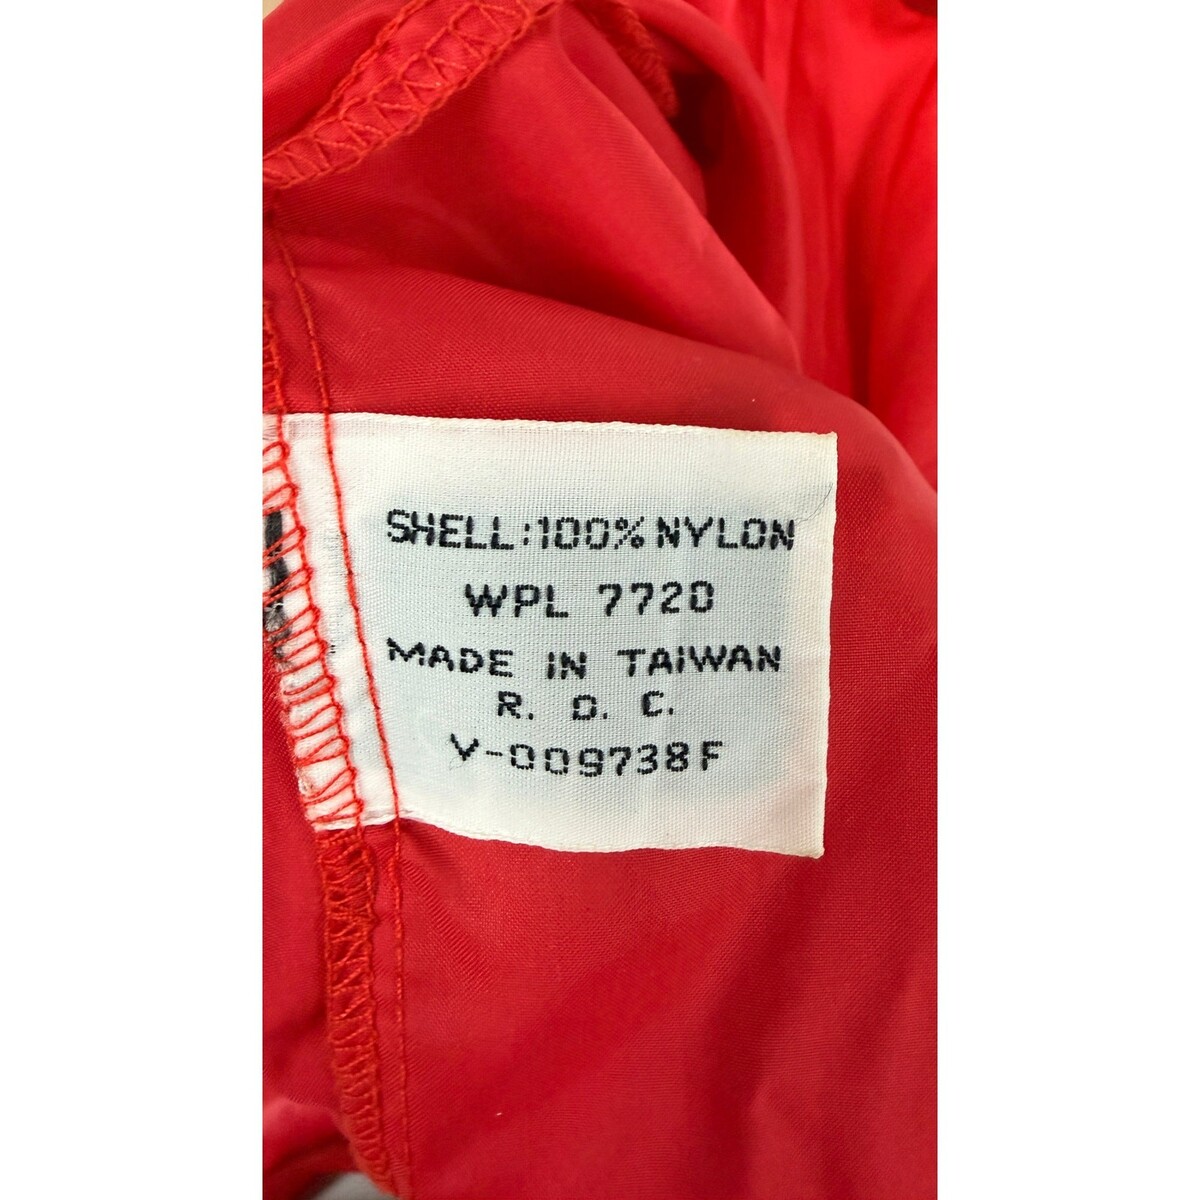 SHELL:100% NYLON
WPL 7720
MADE IN TAIWAN
R. O. C.
V-009738F